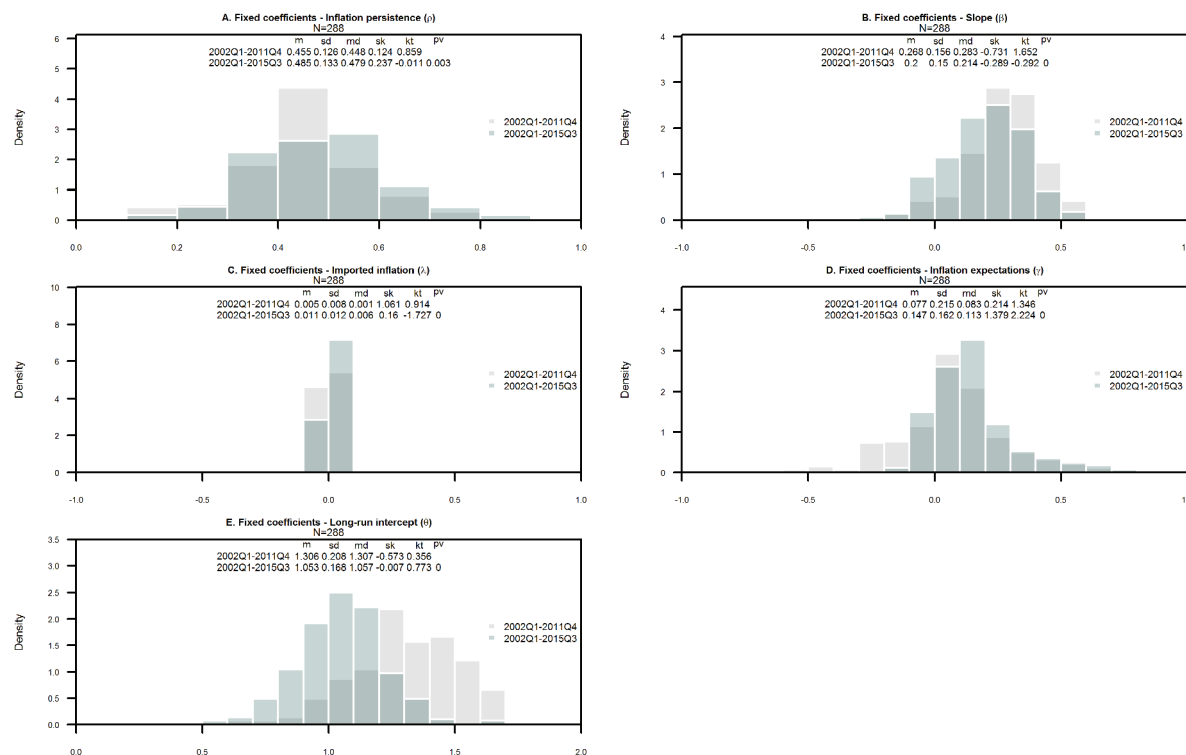 A. Fixed coefficients - Inflation persistence (ρ)
N=288
m sd md sk kt pv
2002Q1-2011Q4 0.455 0.126 0.448 0.124 0.859
2002Q1-2015Q3 0.485 0.133 0.479 0.237 -0.011 0.003
Density
6
5
4
3
2
1
0
2002Q1-2011Q4
2002Q1-2015Q3
0.0 0.2 0.4 0.6 0.8 1.0
B. Fixed coefficients - Slope (β)
N=288
m sd md sk kt pv
2002Q1-2011Q4 0.268 0.156 0.283 -0.731 1.652
2002Q1-2015Q3 0.2 0.15 0.214 -0.289 -0.292 0
Density
4
3
2
1
0
2002Q1-2011Q4
2002Q1-2015Q3
-1.0 -0.5 0.0 0.5 1.0
C. Fixed coefficients - Imported inflation (λ)
N=288
m sd md sk kt pv
2002Q1-2011Q4 0.005 0.008 0.001 1.061 0.914
2002Q1-2015Q3 0.011 0.012 0.006 0.16 -1.727 0
Density
10
8
6
4
2
0
2002Q1-2011Q4
2002Q1-2015Q3
-1.0 -0.5 0.0 0.5 1.0
D. Fixed coefficients - Inflation expectations (γ)
N=288
m sd md sk kt pv
2002Q1-2011Q4 0.077 0.215 0.083 0.214 1.346
2002Q1-2015Q3 0.147 0.162 0.113 1.379 2.224 0
Density
4
3
2
1
0
2002Q1-2011Q4
2002Q1-2015Q3
-1.0 -0.5 0.0 0.5
E. Fixed coefficients - Long-run intercept (θ)
N=288
m sd md sk kt pv
2002Q1-2011Q4 1.306 0.208 1.307 -0.573 0.356
2002Q1-2015Q3 1.053 0.168 1.057 -0.007 0.773 0
Density
3.5
3.0
2.5
2.0
1.5
1.0
0.5
0.0
2002Q1-2011Q4
2002Q1-2015Q3
0.0 0.5 1.0 1.5 2.0